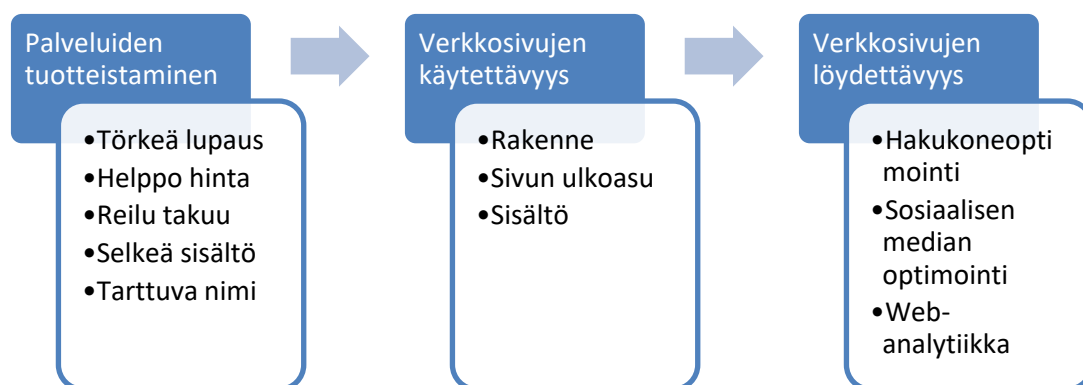 Palveluiden
tuotteistaminen
•Törkeä lupaus
•Helppo hinta
•Reilu takuu
•Selkeä sisältö
•Tarttuva nimi
Verkkosivujen
käytettävyys
•Rakenne
•Sivun ulkoasu
•Sisältö
Verkkosivujen
löydettävyys
•Hakukoneopti
mointi
•Sosiaalisen
median
optimointi
•Web-
analytiikka